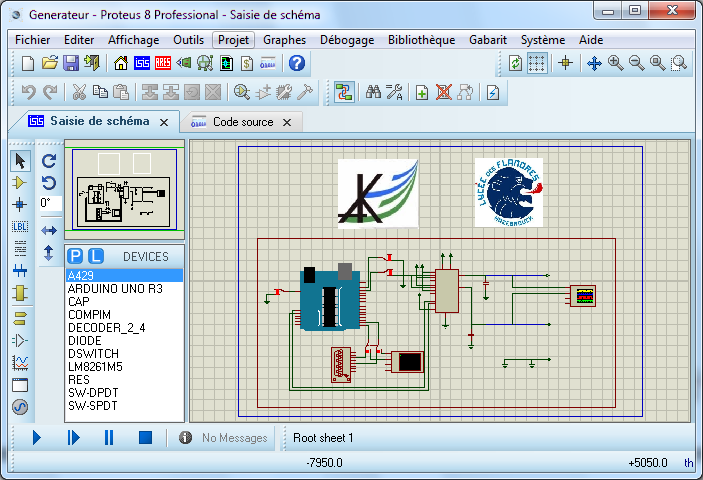 Generateur - Proteus 8 Professional - Saisie de schéma
Fichier Editer Affichage Outils Projet Graphes Débogage Bibliothèque Gabarit Système Aide
Saisie de schéma Code source
LBL
0°
P L DEVICES
A429
ARDUINO UNO R3
CAP
COMPIM
DECODER_2_4
DIODE
DSWITCH
LM8261M5
RES
SW-DPDT
SW-SPDT
LYCÉE DES FLANDRES
HAZEBROUCK
No Messages Root sheet 1
-7950.0 +5050.0 th